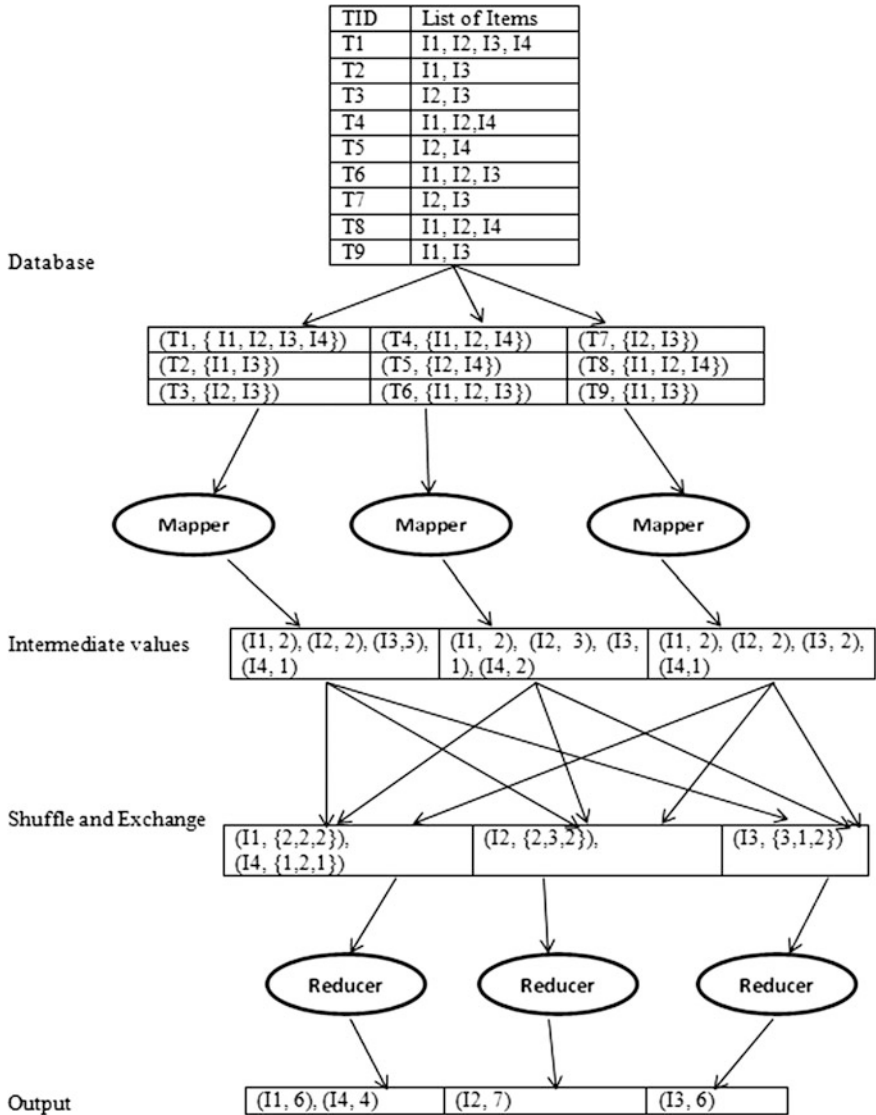 TID List of Items
T1 I1, I2, I3, I4
T2 I1, I3
T3 I2, I3
T4 I1, I2,I4
T5 I2, I4
T6 I1, I2, I3
T7 I2, I3
T8 I1, I2, I4
T9 I1, I3
Database
(T1, { I1, I2, I3, I4}) (T4, {I1, I2, I4}) (T7, {I2, I3})
(T2, {I1, I3}) (T5, {I2, I4}) (T8, {I1, I2, I4})
(T3, {I2, I3}) (T6, {I1, I2, I3}) (T9, {I1, I3})
Mapper Mapper Mapper
Intermediate values
(I1, 2), (I2, 2), (I3,3),
(I4, 1)
(I1, 2), (I2, 3), (I3,
1), (I4, 2)
(I1, 2), (I2, 2), (I3, 2),
(I4,1)
Shuffle and Exchange
(I1, {2,2,2}),
(I4, {1,2,1})
(I2, {2,3,2}),
(I3, {3,1,2})
Reducer Reducer Reducer
Output
(I1, 6), (I4, 4) (I2, 7) (I3, 6)